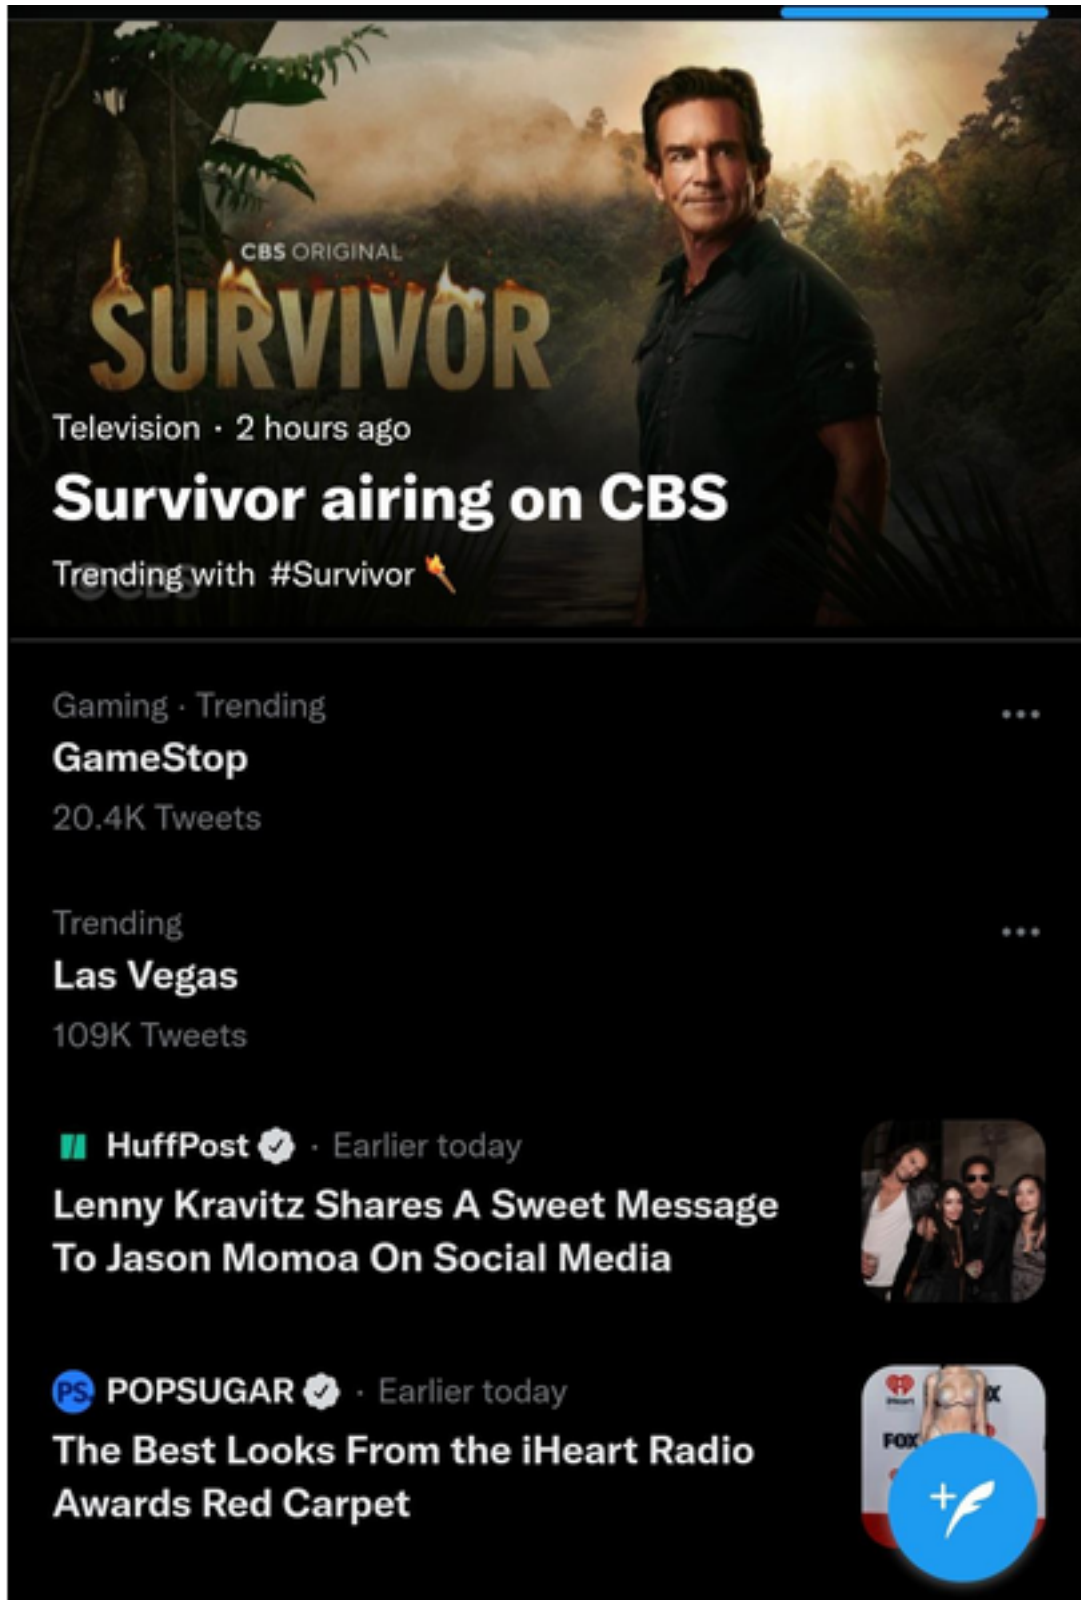 CBS ORIGINAL
SURVIVOR
Television · 2 hours ago
Survivor airing on CBS
Trending with #Survivor
CBS
Gaming · Trending
GameStop
20.4K Tweets
Trending
Las Vegas
109K Tweets
HuffPost · Earlier today
Lenny Kravitz Shares A Sweet Message
To Jason Momoa On Social Media
PS POPSUGAR · Earlier today
The Best Looks From the iHeart Radio
Awards Red Carpet
iHeart
FOX